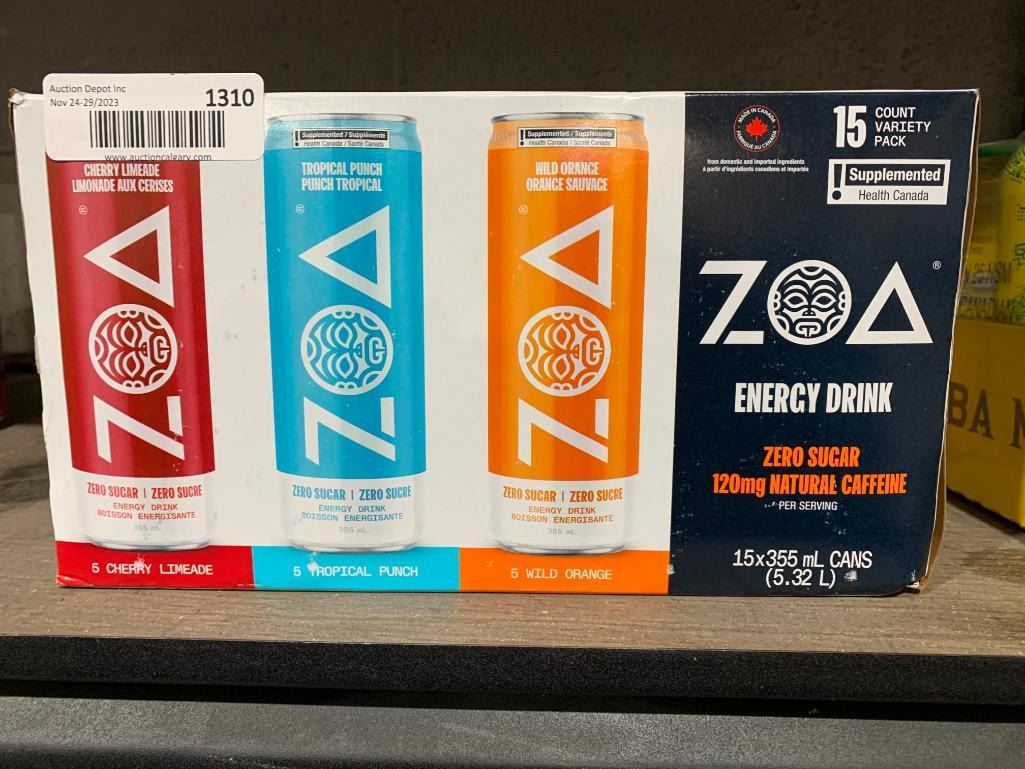 Auction Depot Inc
Nov 24-29/2023
1310
www.auctioncalgary.com
CHERRY LIMEADE
LIMONADE AUX CERISES
ZOA
ZERO SUGAR | ZERO SUCRE
ENERGY DRINK
BOISSON ENERGISANTE
355 mL
5 CHERRY LIMEADE
Supplemented / Supplémenté
Health Canada / Santé Canada
TROPICAL PUNCH
PUNCH TROPICAL
ZOA
ZERO SUGAR | ZERO SUCRE
ENERGY DRINK
BOISSON ENERGISANTE
355 mL
5 TROPICAL PUNCH
Supplemented / Supplémenté
Health Canada / Santé Canada
WILD ORANGE
ORANGE SAUVAGE
ZOA
ZERO SUGAR | ZERO SUCRE
ENERGY DRINK
BOISSON ENERGISANTE
355 mL
5 WILD ORANGE
MADE IN CANADA
FABRIQUÉ AU CANADA
from domestic and imported ingredients
à partir d'ingrédients canadiens et importés
15 COUNT
VARIETY
PACK
Supplemented
Health Canada
ZOA®
ENERGY DRINK
ZERO SUGAR
120mg NATURAL CAFFEINE
PER SERVING
15x355 mL CANS
(5.32 L)
BA